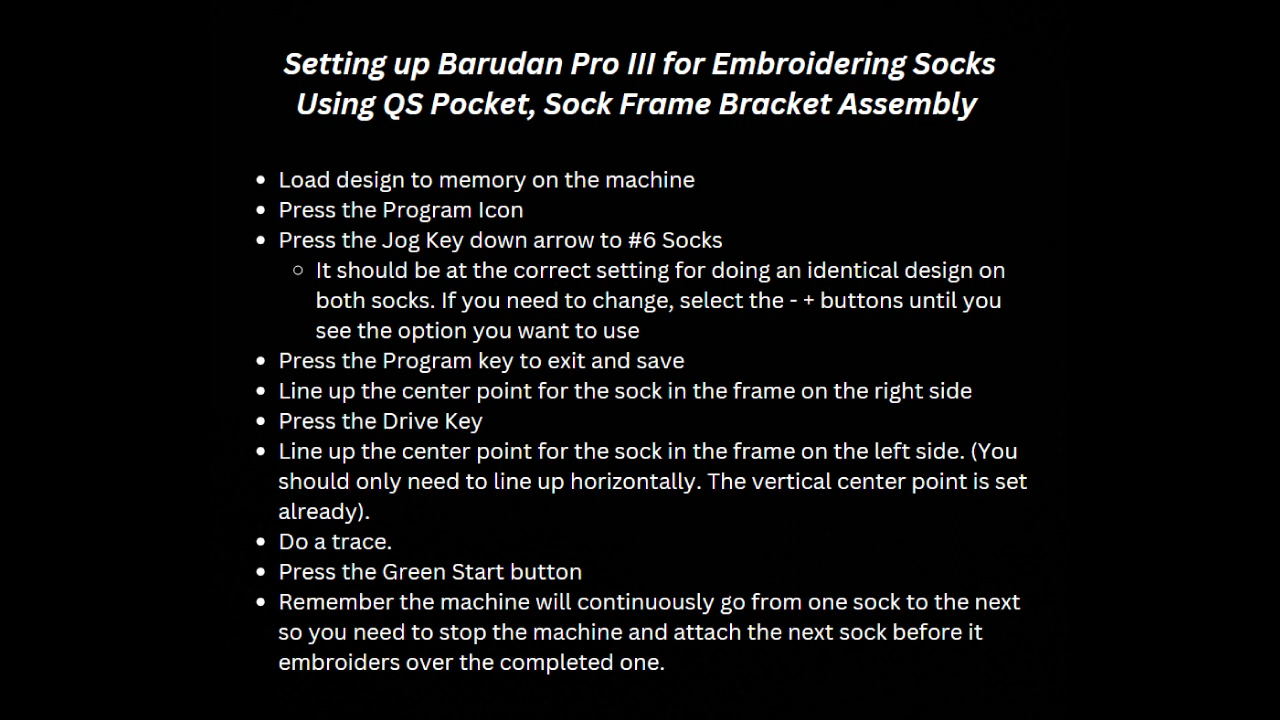 Setting up Barudan Pro III for Embroidering Socks
Using QS Pocket, Sock Frame Bracket Assembly
• Load design to memory on the machine
• Press the Program Icon
• Press the Jog Key down arrow to #6 Socks
○ It should be at the correct setting for doing an identical design on
both socks. If you need to change, select the - + buttons until you
see the option you want to use
• Press the Program key to exit and save
• Line up the center point for the sock in the frame on the right side
• Press the Drive Key
• Line up the center point for the sock in the frame on the left side. (You
should only need to line up horizontally. The vertical center point is set
already).
• Do a trace.
• Press the Green Start button
• Remember the machine will continuously go from one sock to the next
so you need to stop the machine and attach the next sock before it
embroiders over the completed one.